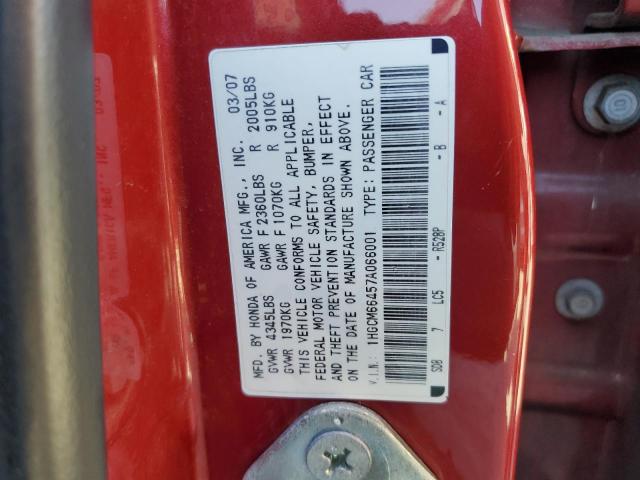 MFD. BY HONDA OF AMERICA MFG., INC. 03/07
GVWR 4345LBS GAWR F 2360LBS R 2005LBS
GVWR 1970KG GAWR F 1070KG R 910KG
THIS VEHICLE CONFORMS TO ALL APPLICABLE
FEDERAL MOTOR VEHICLE SAFETY, BUMPER,
AND THEFT PREVENTION STANDARDS IN EFFECT
ON THE DATE OF MANUFACTURE SHOWN ABOVE.
V.I.N.: 1HGCM66457A066001 TYPE: PASSENGER CAR
SDB 7 LC5 - R528P - B - A